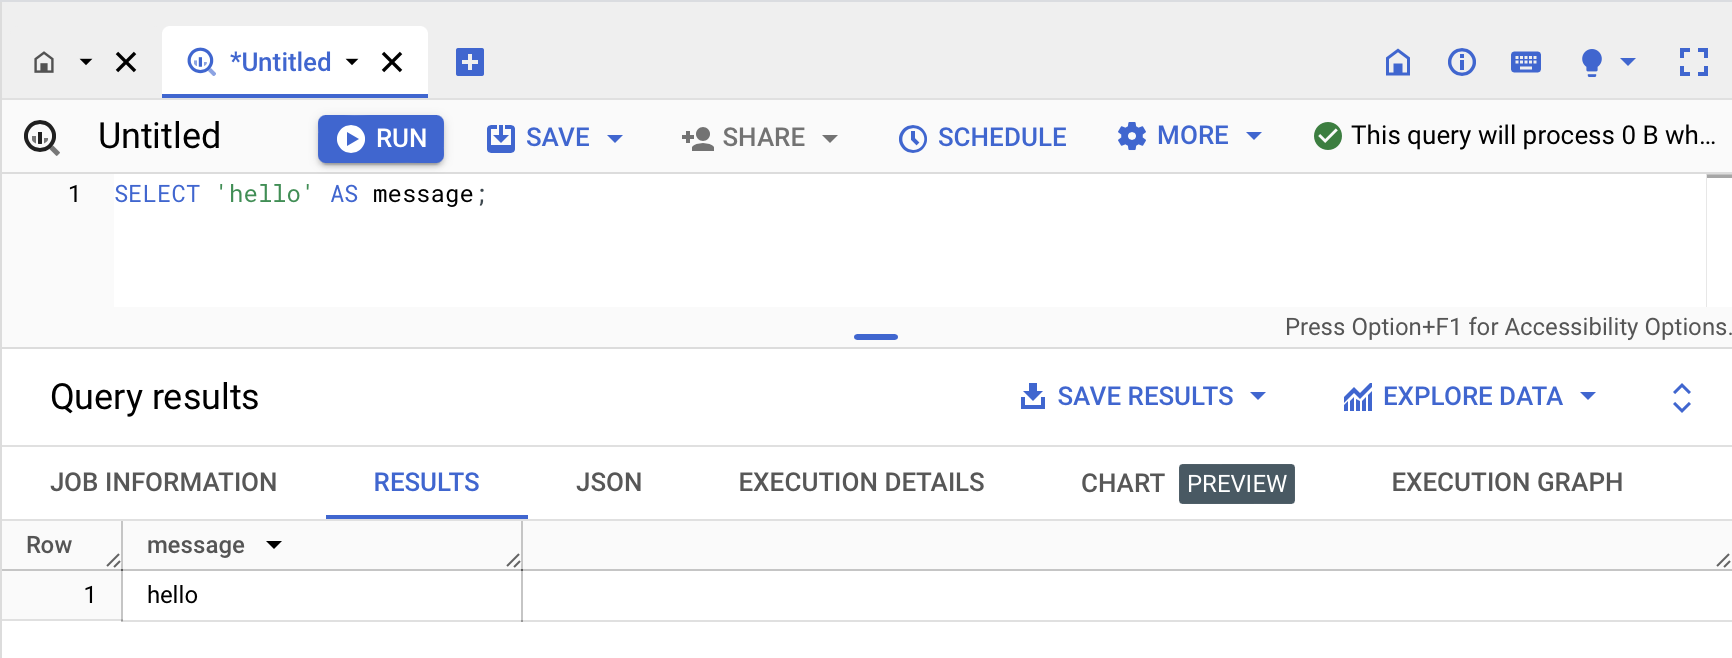 *Untitled
Untitled RUN SAVE SHARE SCHEDULE MORE This query will process 0 B wh...
1 SELECT 'hello' AS message;
Press Option+F1 for Accessibility Options.
Query results SAVE RESULTS EXPLORE DATA
JOB INFORMATION RESULTS JSON EXECUTION DETAILS CHART PREVIEW EXECUTION GRAPH
Row message
1 hello